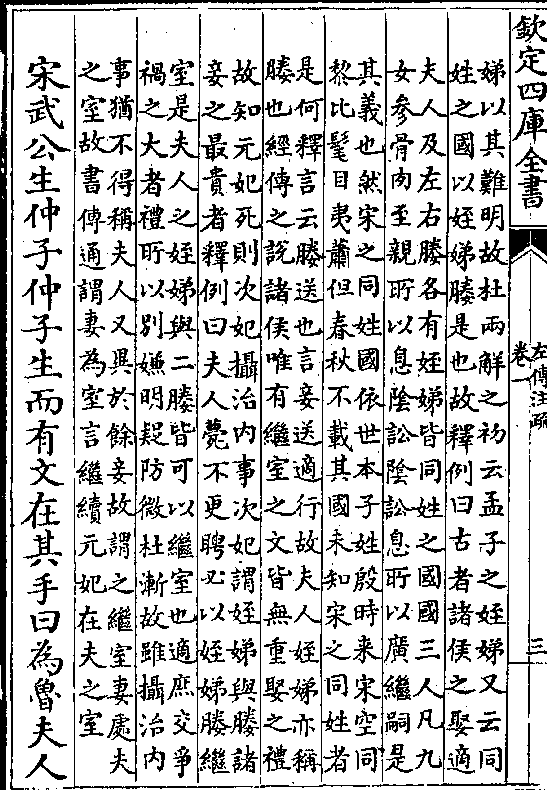 欽定四庫全書
左傳注疏
卷一
三
娣以其難明故杜兩解之初云孟子之姪娣又云同
姓之國以姪娣媵是也故釋例曰古者諸侯之娶適
夫人及左右媵各有姪娣皆同姓之國國三人凡九
女參骨肉至親所以息陰訟陰訟息所以廣繼嗣是
其義也然宋之同姓國依世本子姓殷時来宋空同
黎比髦目夷蕭但春秋不載其國未知宋之同姓者
是何釋言云媵送也言妾送適行故夫人姪娣亦稱
媵也經傳之說諸侯唯有繼室之文皆無重娶之禮
故知元妃死則次妃攝治内事次妃謂姪娣與媵諸
妾之最貴者釋例曰夫人薨不更聘必以姪娣媵繼
室是夫人之姪娣與二媵皆可以繼室也適庶交爭
禍之大者禮所以别嫌明疑防微杜漸故雖攝治内
事猶不得稱夫人又異於餘妾故謂之繼室妻處夫
之室故書傳通謂妻為室言繼續元妃在夫之室
宋武公生仲子仲子生而有文在其手曰為魯夫人